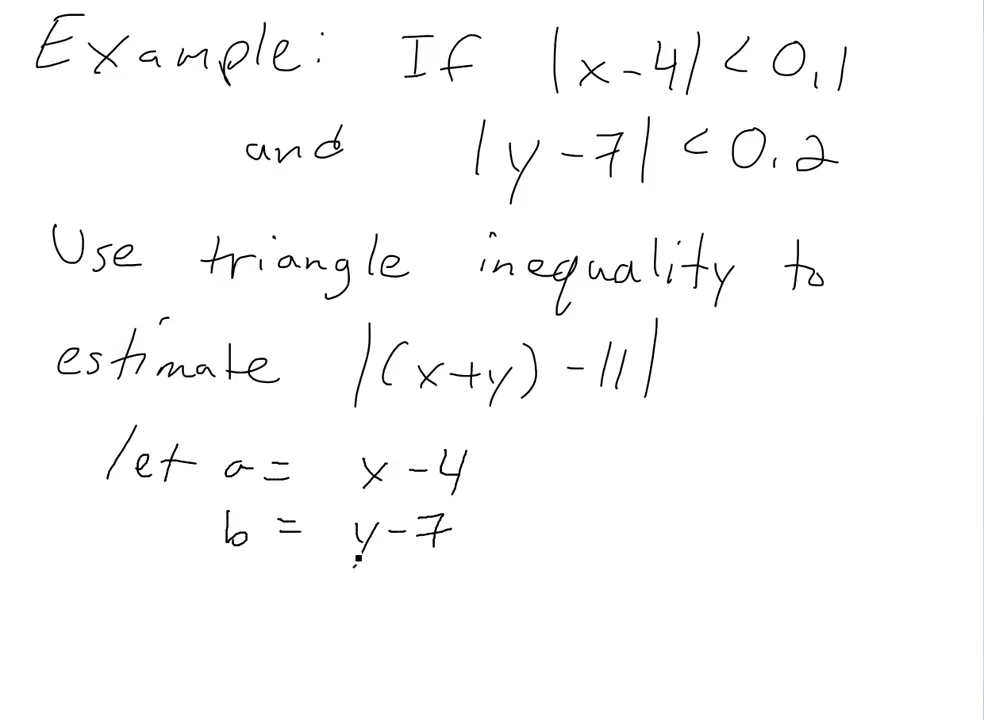 Example: If |x-4| < 0.1
and |y-7| < 0.2
Use triangle inequality to
estimate |(x+y)-11|
let a = x-4
b = y-7